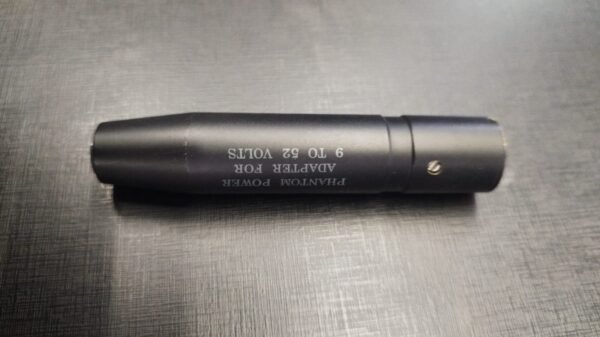 PHANTOM POWER
ADAPTER FOR
9 TO 52 VOLTS